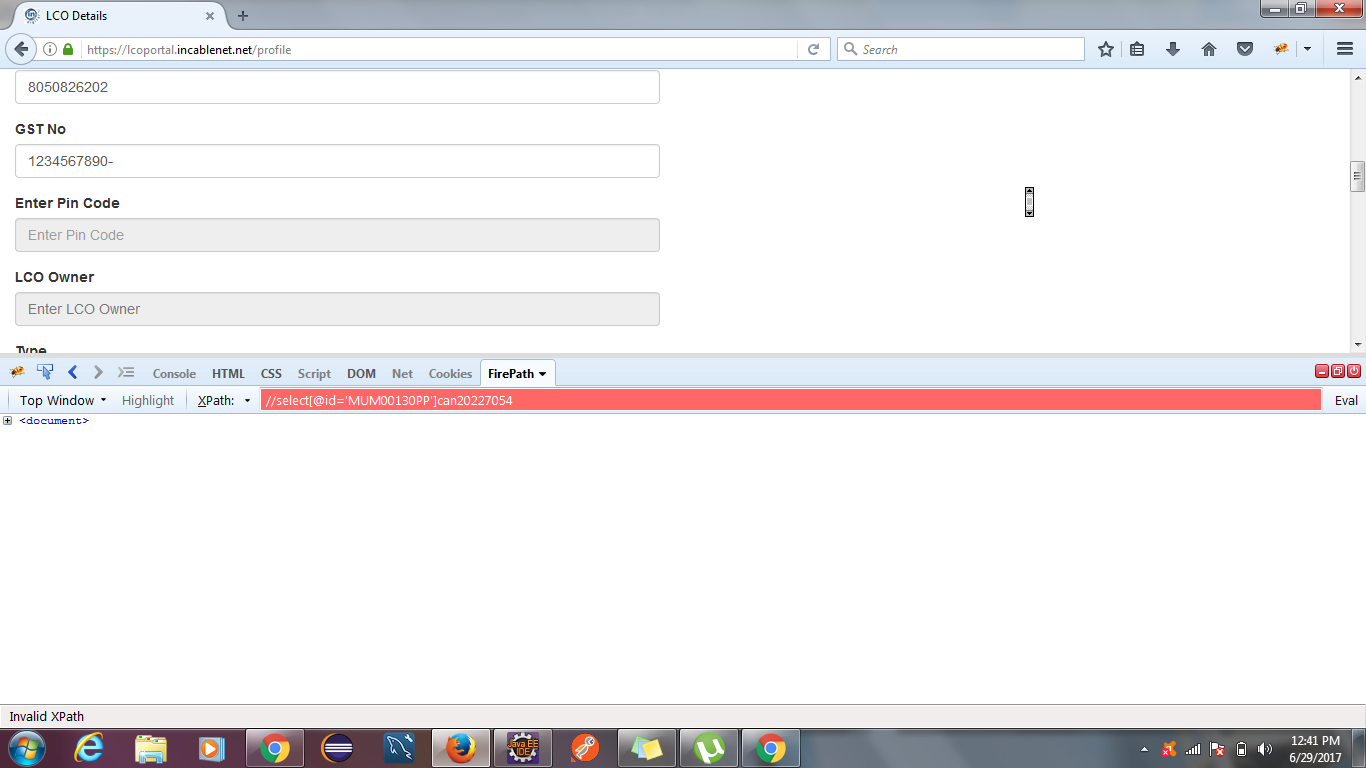 LCO Details
https://lcoportal.incablenet.net/profile
Search
8050826202
GST No
1234567890-
Enter Pin Code
Enter Pin Code
LCO Owner
Enter LCO Owner
Type
Console HTML CSS Script DOM Net Cookies FirePath
Top Window Highlight XPath: //select[@id='MUM00130PP']can20227054 Eval
<document>
Invalid XPath
Java EE
IDE
12:41 PM
6/29/2017